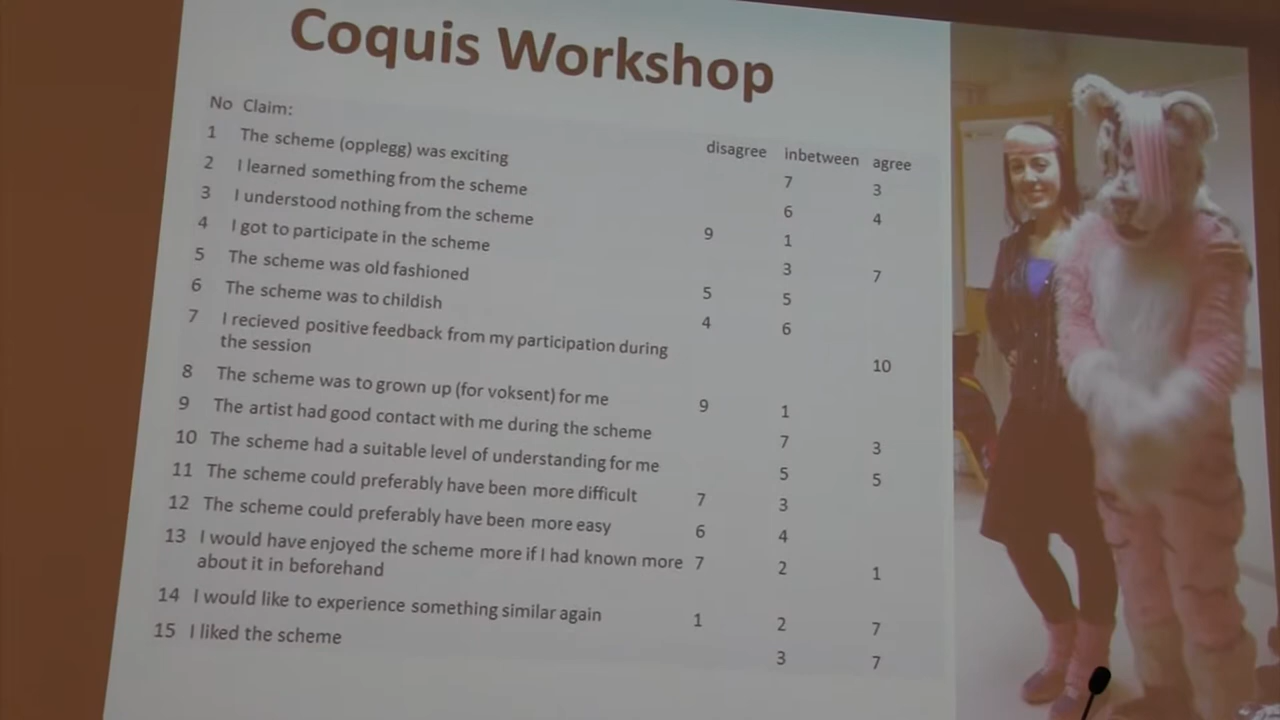 Coquis Workshop
No Claim: disagree inbetween agree
1 The scheme (opplegg) was exciting 7 3
2 I learned something from the scheme 6 4
3 I understood nothing from the scheme 9 1
4 I got to participate in the scheme 3 7
5 The scheme was old fashioned 5 5
6 The scheme was to childish 4 6
7 I recieved positive feedback from my participation during
the session 10
8 The scheme was to grown up (for voksent) for me 9 1
9 The artist had good contact with me during the scheme 7 3
10 The scheme had a suitable level of understanding for me 5 5
11 The scheme could preferably have been more difficult 7 3
12 The scheme could preferably have been more easy 6 4
13 I would have enjoyed the scheme more if I had known more 7 2 1
about it in beforehand
14 I would like to experience something similar again 1 2 7
15 I liked the scheme 3 7